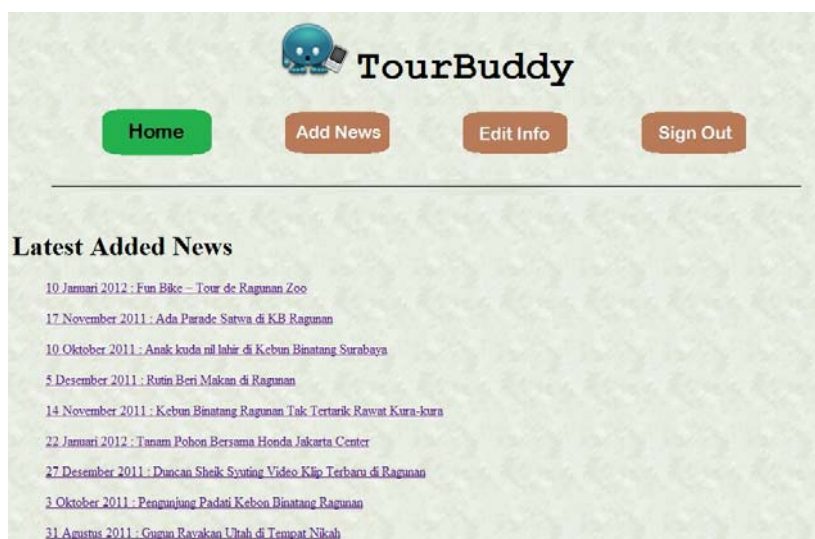 TourBuddy
Home Add News Edit Info Sign Out
Latest Added News
10 Januari 2012 : Fun Bike – Tour de Ragunan Zoo
17 November 2011 : Ada Parade Satwa di KB Ragunan
10 Oktober 2011 : Anak kuda nil lahir di Kebun Binatang Surabaya
5 Desember 2011 : Rutin Beri Makan di Ragunan
14 November 2011 : Kebun Binatang Ragunan Tak Tertarik Rawat Kura-kura
22 Januari 2012 : Tanam Pohon Bersama Honda Jakarta Center
27 Desember 2011 : Duncan Sheik Syuting Video Klip Terbaru di Ragunan
3 Oktober 2011 : Pengunjung Padati Kebon Binatang Ragunan
31 Agustus 2011 : Gugun Rayakan Ultah di Tempat Nikah